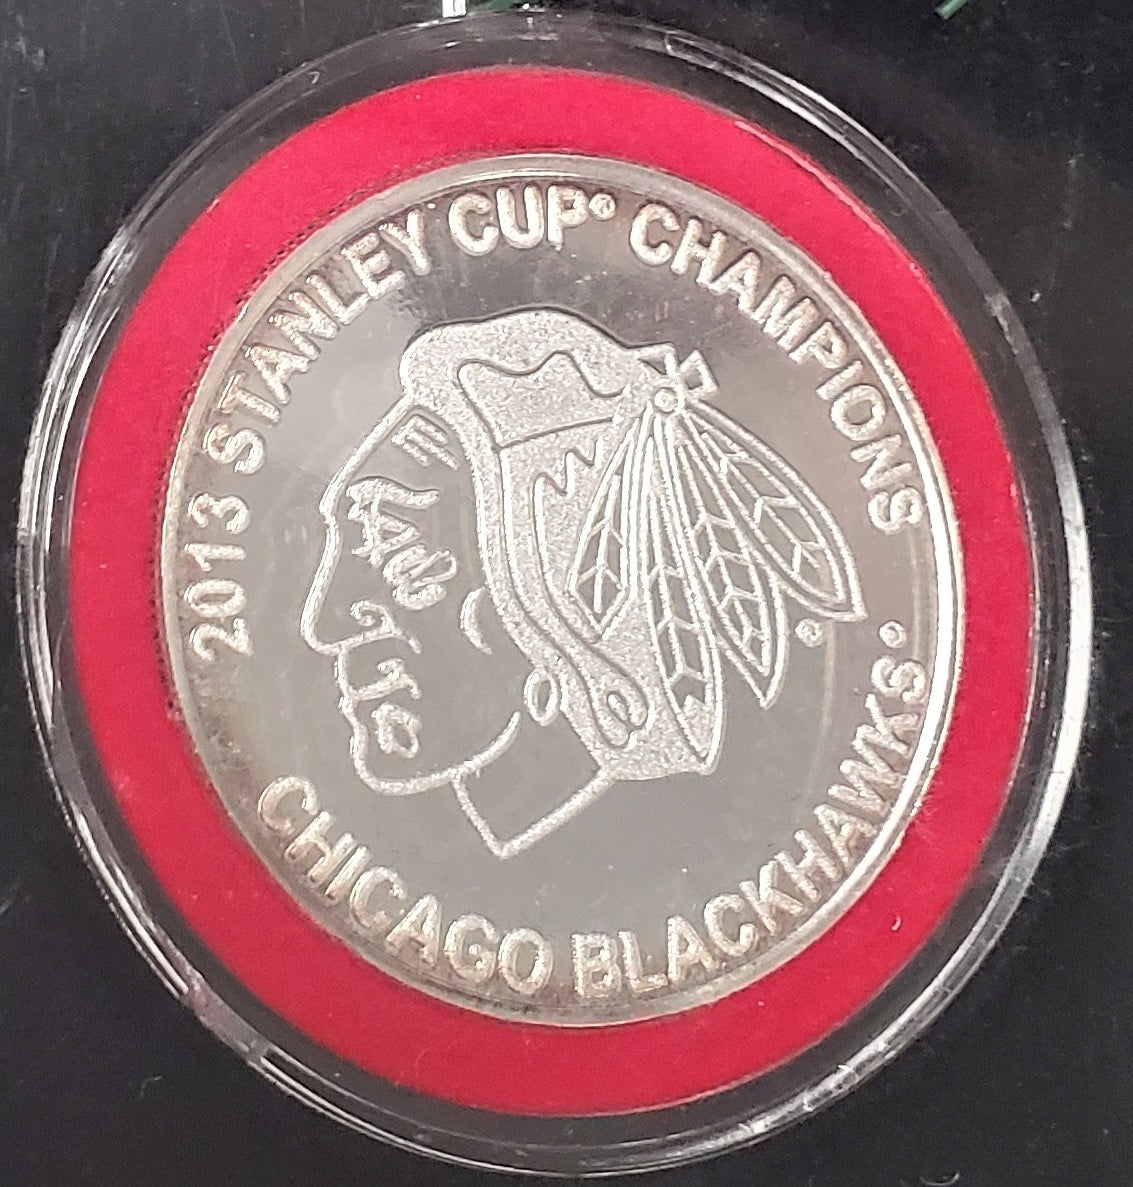 2013 STANLEY CUP® CHAMPIONS
CHICAGO BLACKHAWKS®